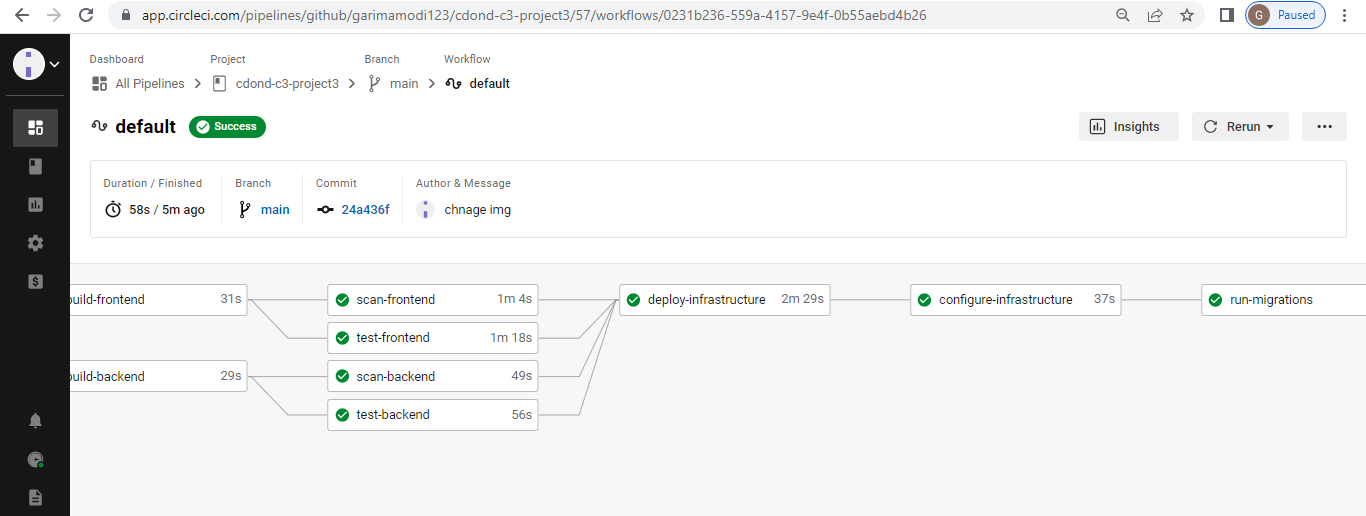 app.circleci.com/pipelines/github/garimamodi123/cdond-c3-project3/57/workflows/0231b236-559a-4157-9e4f-0b55aebd4b26
G Paused
Dashboard Project Branch Workflow
All Pipelines cdond-c3-project3 main default
default Success Insights Rerun
Duration / Finished Branch Commit Author & Message
58s / 5m ago main 24a436f chnage img
build-frontend 31s scan-frontend 1m 4s deploy-infrastructure 2m 29s configure-infrastructure 37s run-migrations
test-frontend 1m 18s
build-backend 29s scan-backend 49s
test-backend 56s